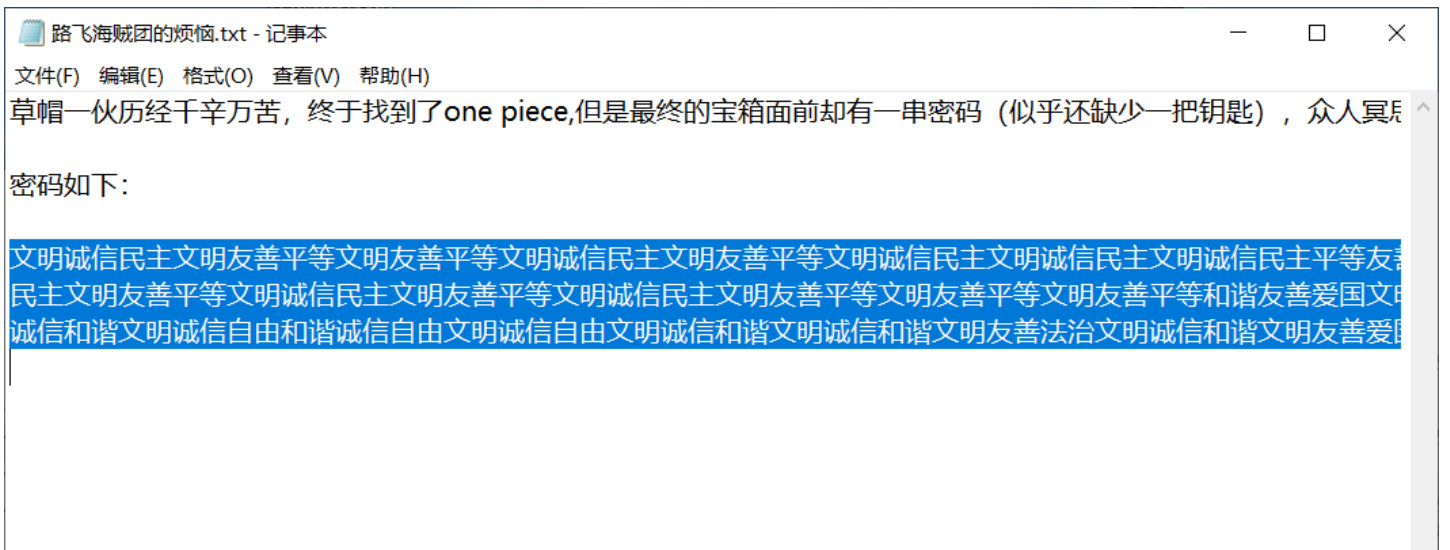 路飞海贼团的烦恼.txt - 记事本
文件(F) 编辑(E) 格式(O) 查看(V) 帮助(H)
草帽一伙历经千辛万苦，终于找到了one piece,但是最终的宝箱面前却有一串密码（似乎还缺少一把钥匙），众人冥思
密码如下：
文明诚信民主文明友善平等文明友善平等文明诚信民主文明友善平等文明诚信民主文明诚信民主文明诚信民主平等友善
民主文明友善平等文明诚信民主文明友善平等文明诚信民主文明友善平等文明友善平等文明友善平等和谐友善爱国文明
诚信和谐文明诚信自由和谐诚信自由文明诚信自由文明诚信和谐文明诚信和谐文明友善法治文明诚信和谐文明友善爱国